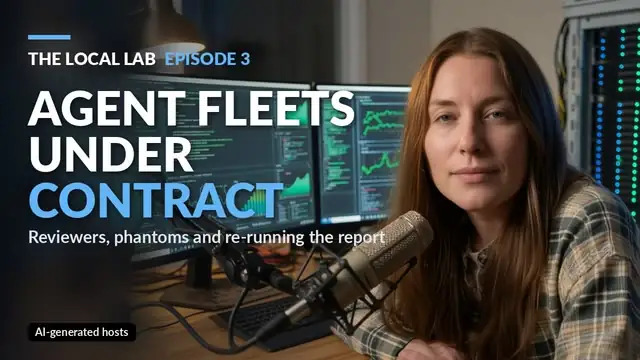 THE LOCAL LAB EPISODE 3
AGENT FLEETS
UNDER
CONTRACT
Reviewers, phantoms and re-running the report
AI-generated hosts